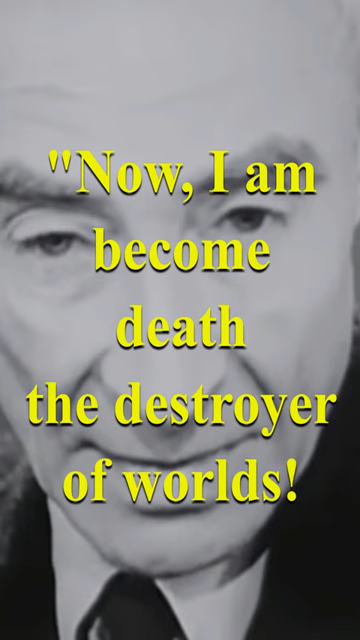 "Now, I am
become
death
the destroyer
of worlds!